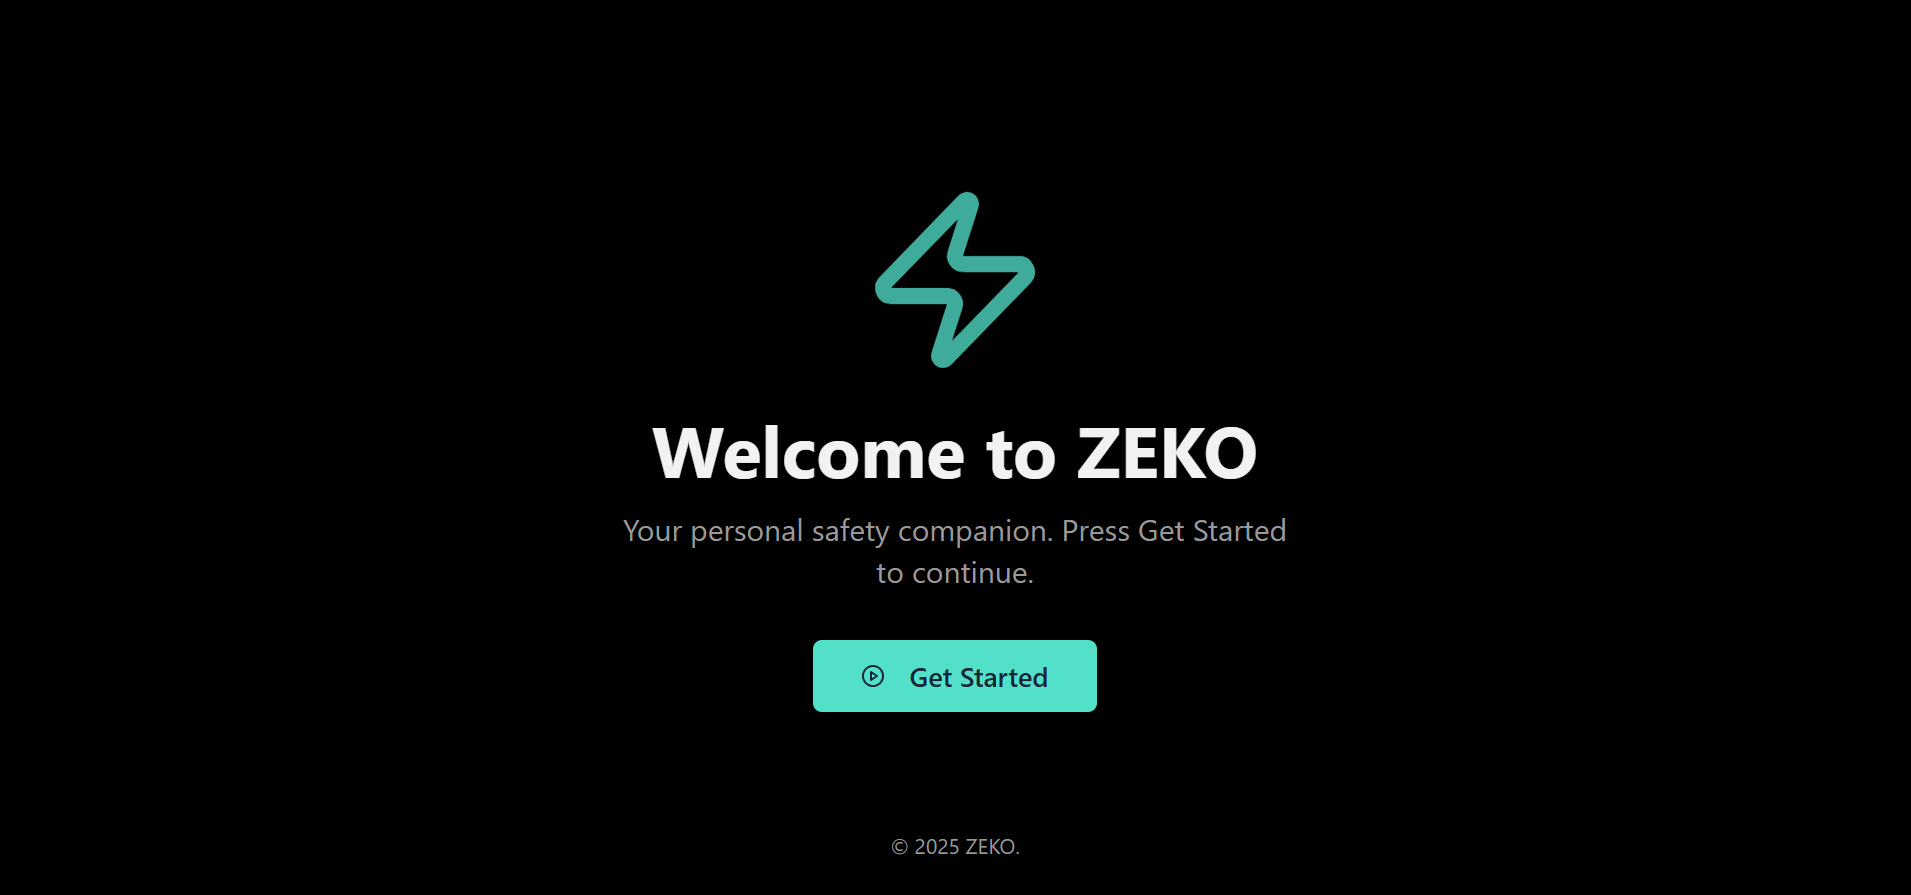 Welcome to ZEKO
Your personal safety companion. Press Get Started
to continue.
Get Started
© 2025 ZEKO.